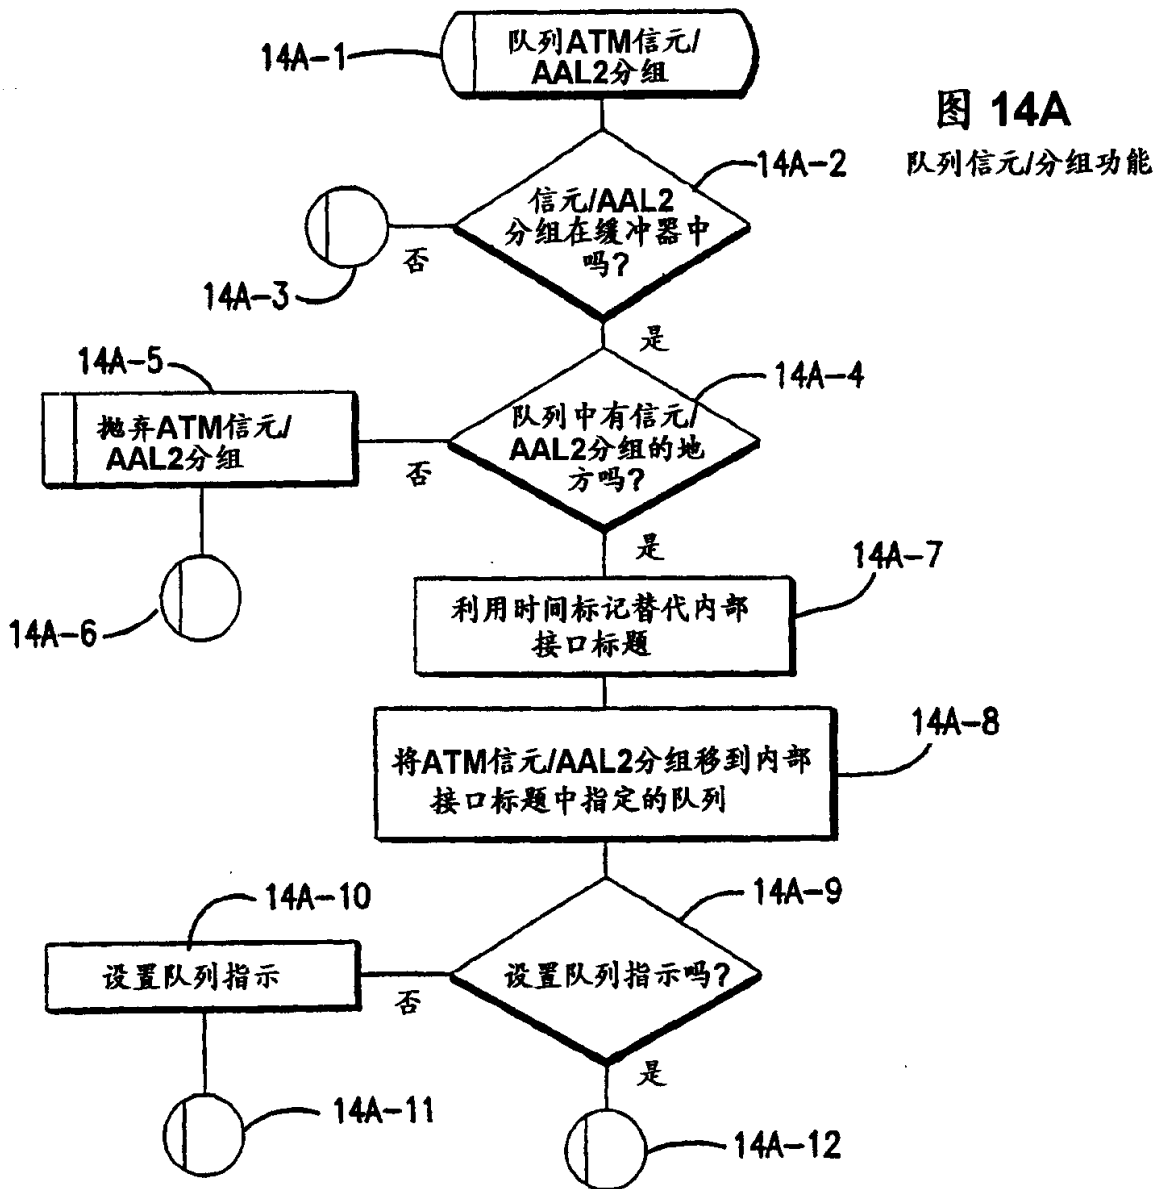 14A-1
队列ATM信元/
AAL2分组
图 14A
队列信元/分组功能
14A-2
信元/AAL2
分组在缓冲器中
吗?
否
14A-3
是
14A-5
14A-4
抛弃ATM信元/
AAL2分组
队列中有信元/
AAL2分组的地
方吗?
否
是
14A-6
14A-7
利用时间标记替代内部
接口标题
14A-8
将ATM信元/AAL2分组移到内部
接口标题中指定的队列
14A-10
14A-9
设置队列指示
设置队列指示吗?
否
是
14A-11
14A-12